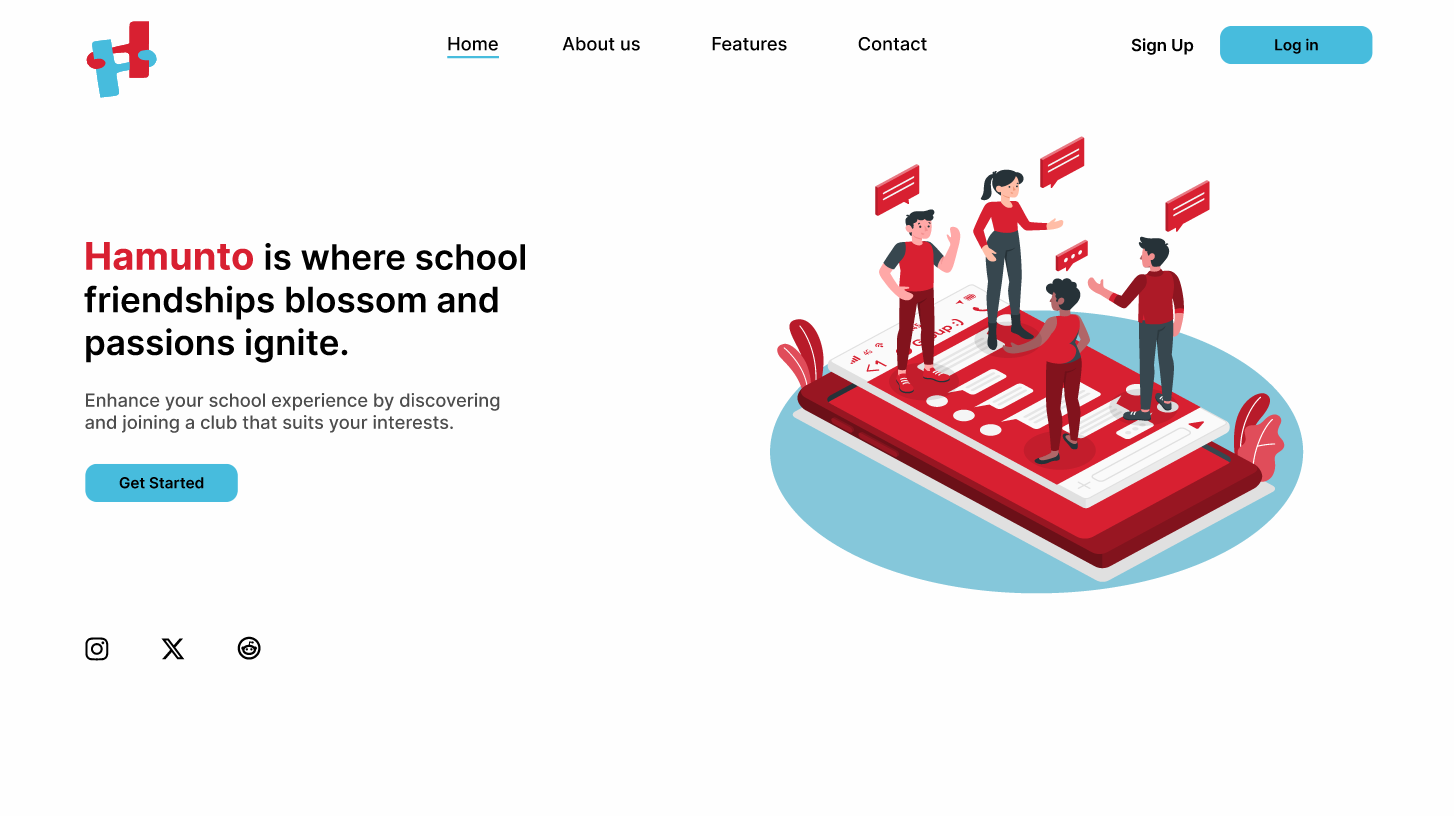 Home About us Features Contact Sign Up Log in
Hamunto is where school
friendships blossom and
passions ignite.
Enhance your school experience by discovering
and joining a club that suits your interests.
Get Started